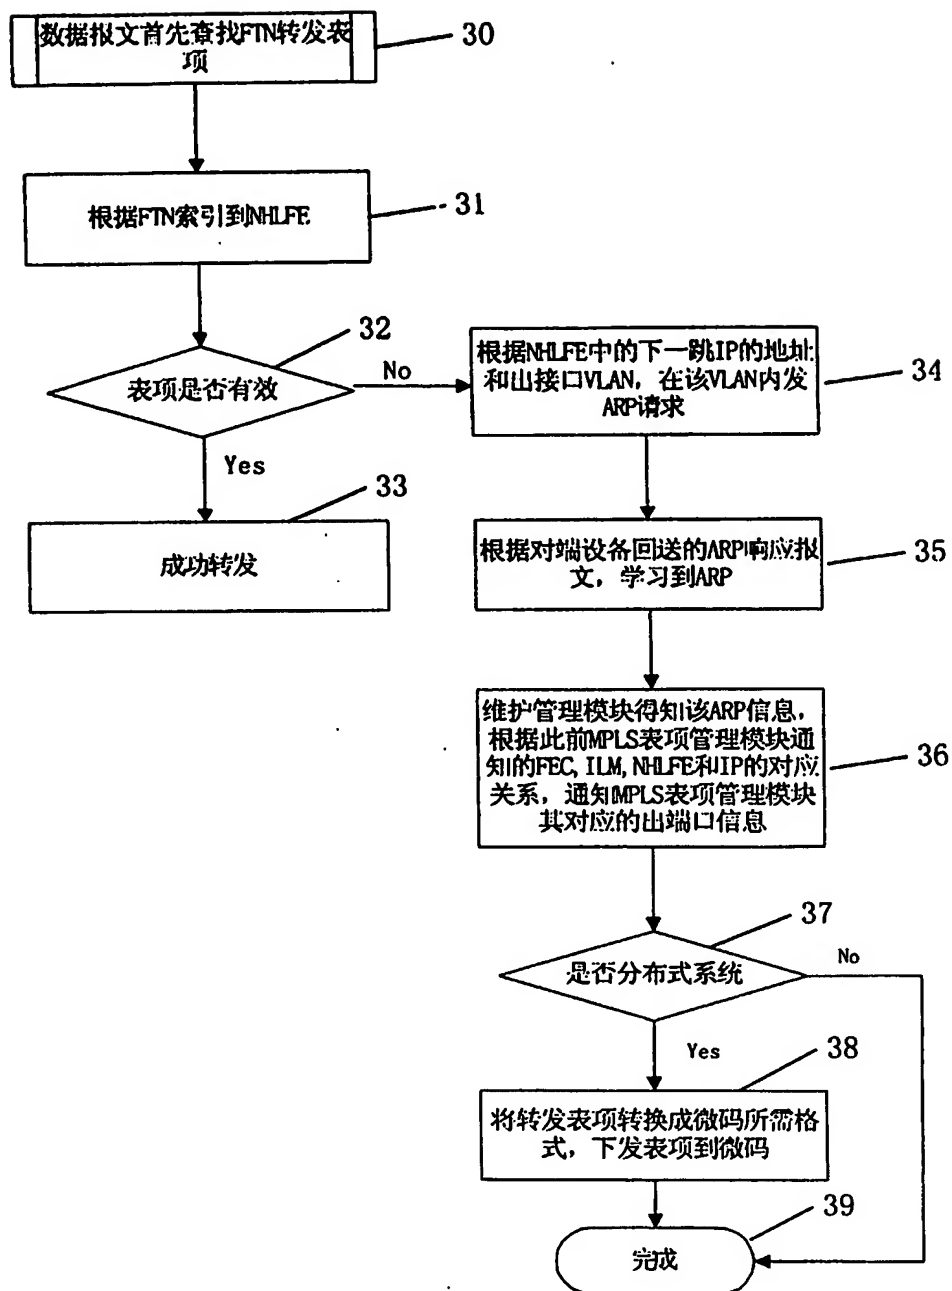 数据报文首先查找FTN转发表
项
30
根据FTN索引到NHLFE
31
32
表项是否有效
No
Yes
33
成功转发
根据NHLFE中的下一跳IP的地址
和出接口VLAN，在该VLAN内发
ARP请求
34
根据对端设备回送的ARP响应报
文，学习到ARP
35
维护管理模块得知该ARP信息，
根据此前MPLS表项管理模块通
知的FEC, ILM, NHLFE和IP的对应
关系，通知MPLS表项管理模块
其对应的出端口信息
36
37
是否分布式系统
No
Yes
38
将转发表项转换成微码所需格
式，下发表项到微码
39
完成